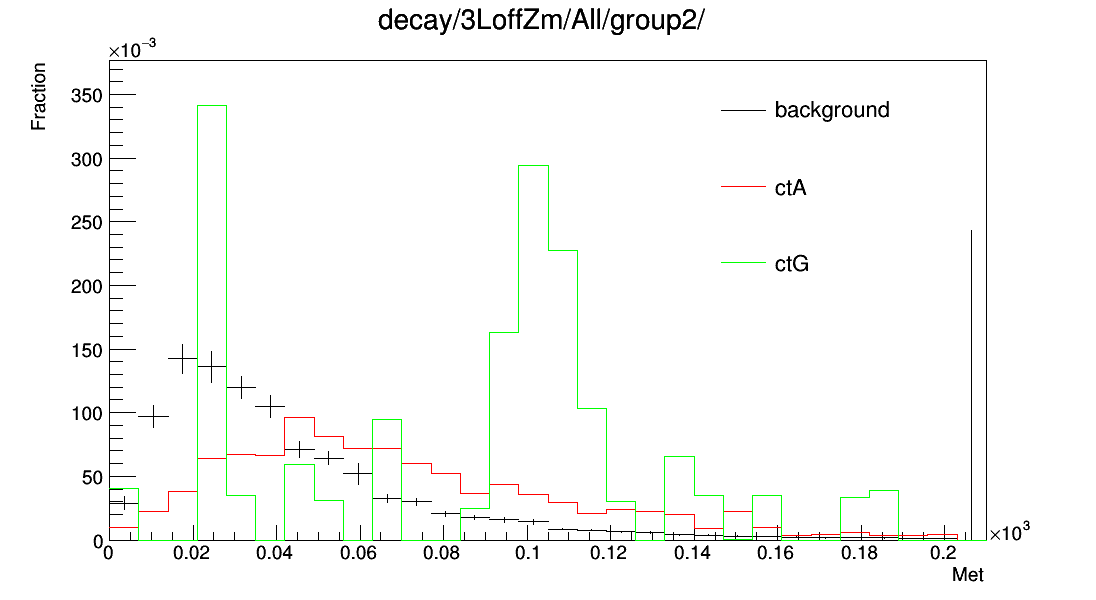 decay/3LoffZm/All/group2/
×10⁻³
Fraction
350
300
250
200
150
100
50
0
background
ctA
ctG
0 0.02 0.04 0.06 0.08 0.1 0.12 0.14 0.16 0.18 0.2
×10³
Met